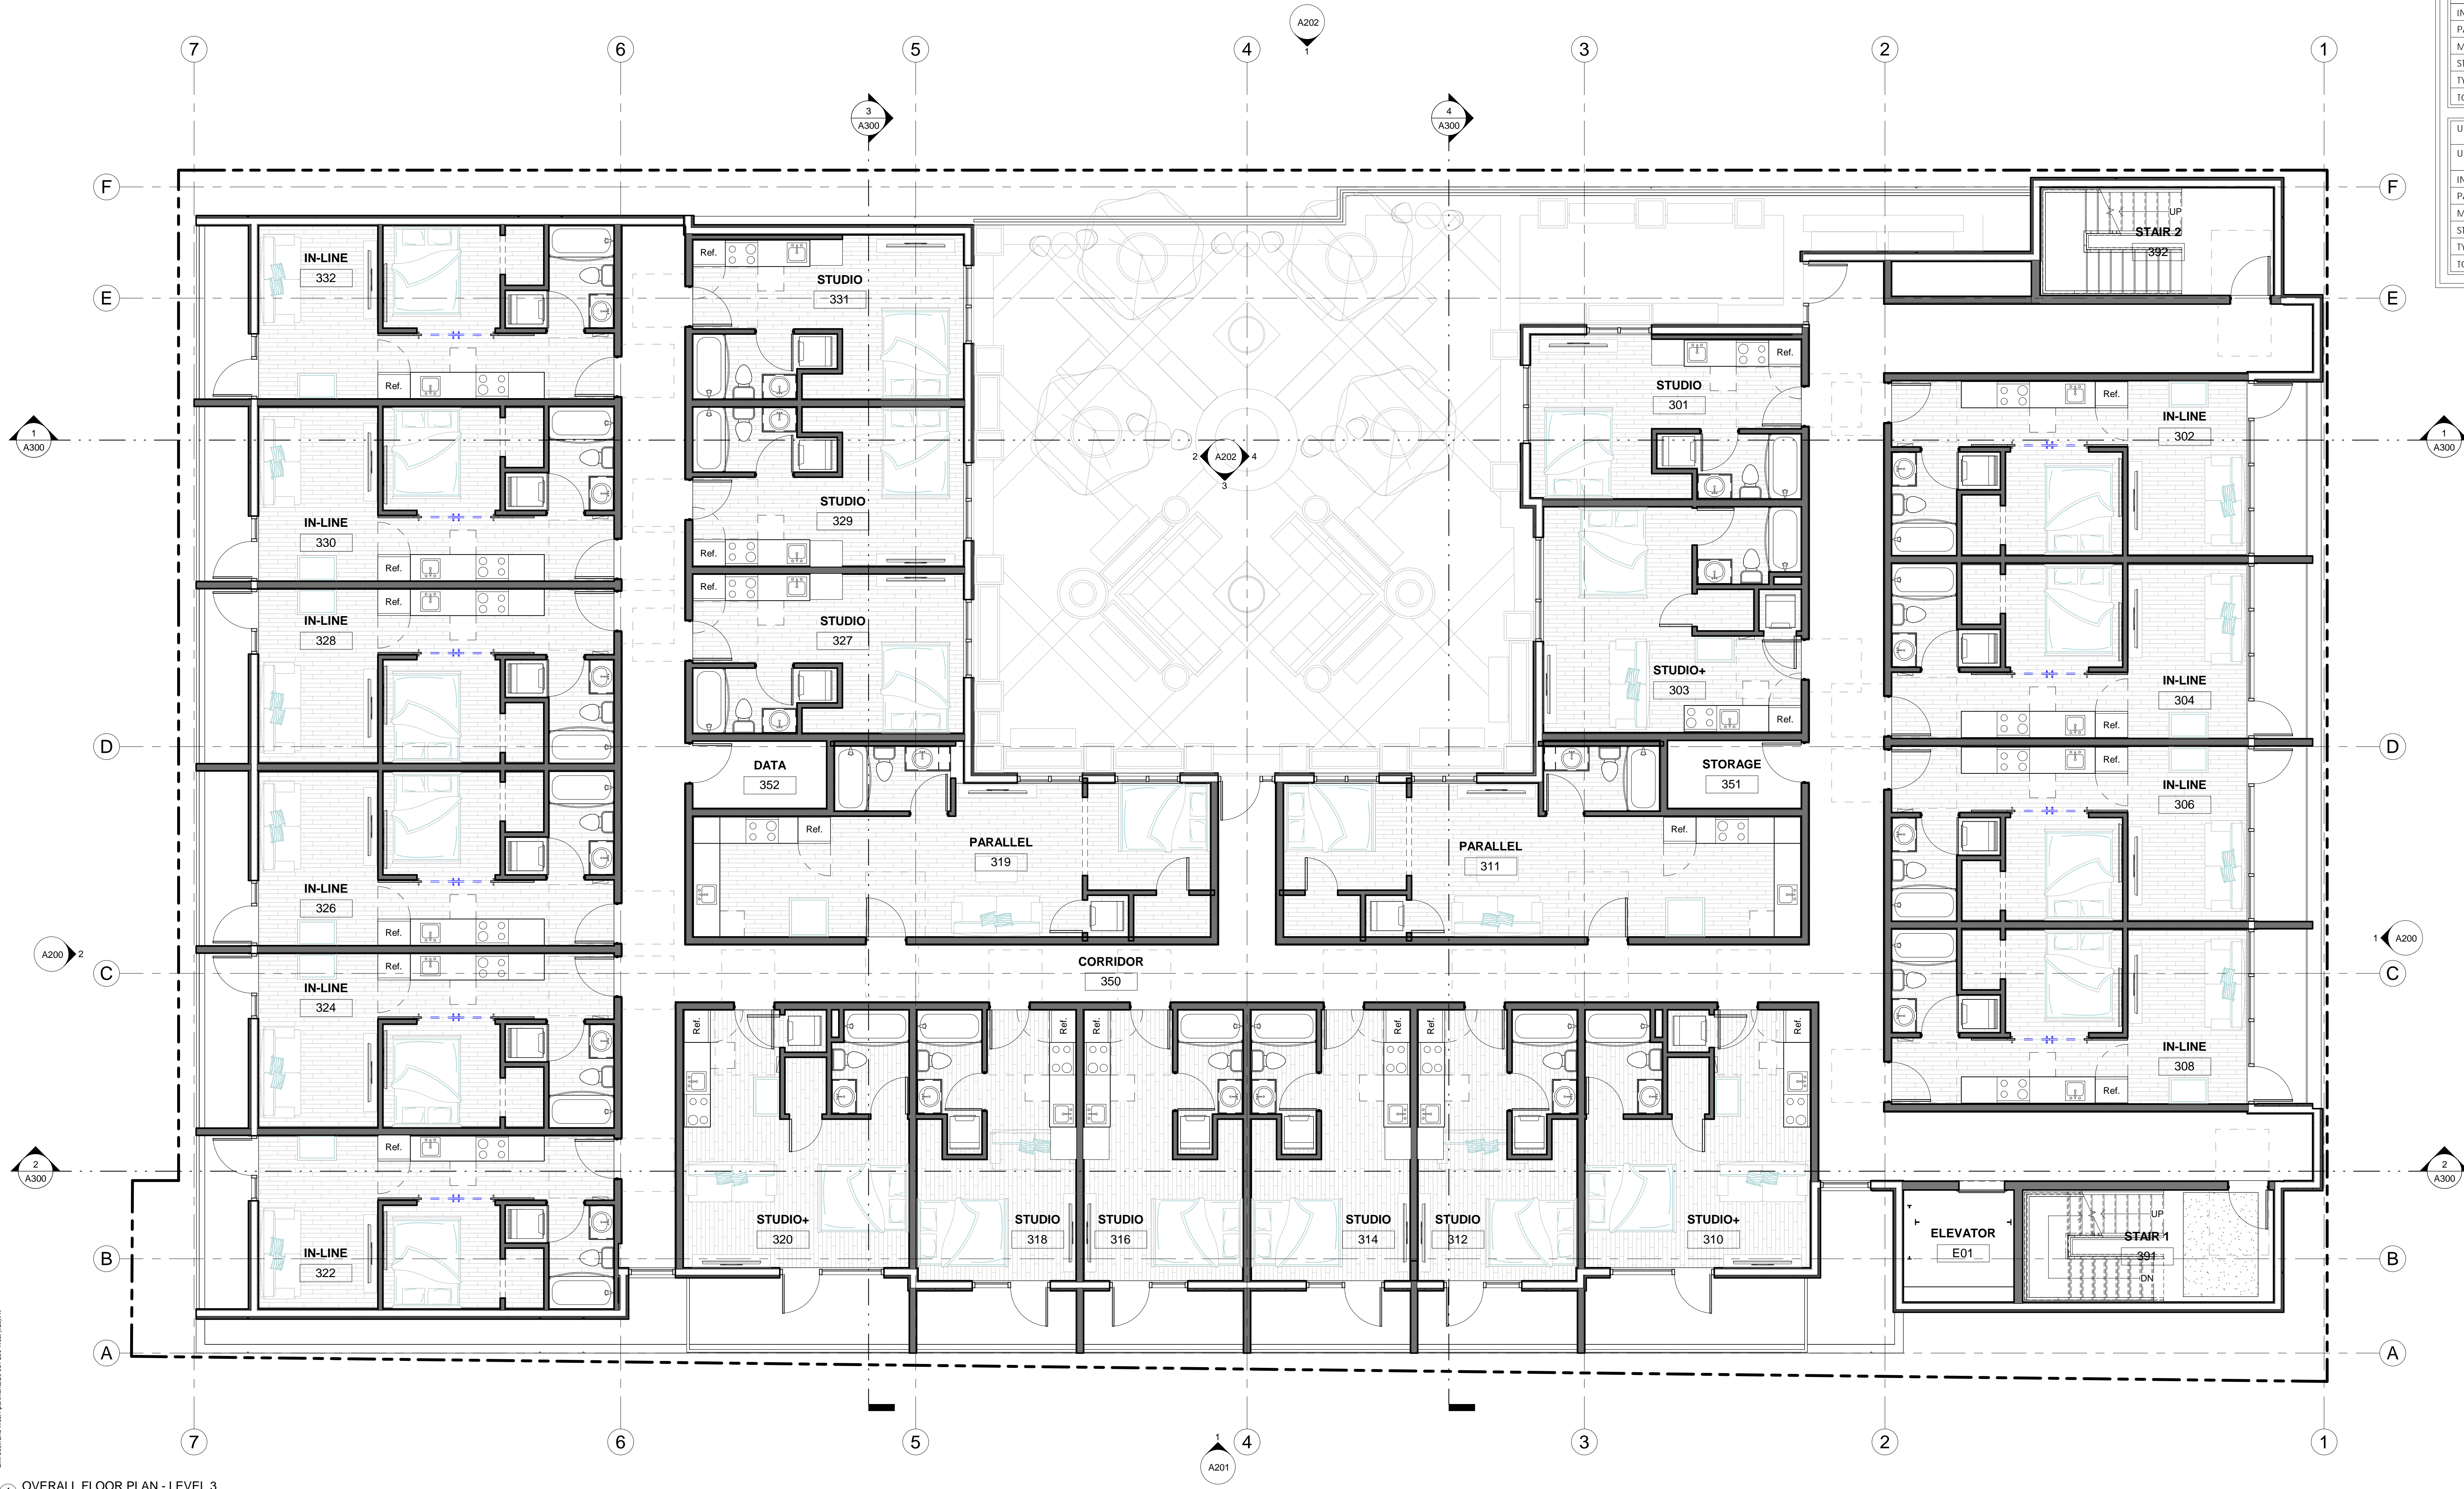 A202
1
7
6
5
4
3
2
1
3
A300
4
A300
F
F
UP
STAIR 2
392
IN-LINE
332
Ref.
STUDIO
331
E
E
Ref.
Ref.
STUDIO
301
Ref.
IN-LINE
302
1
A300
1
A300
2
A202
4
3
IN-LINE
330
Ref.
STUDIO
329
Ref.
IN-LINE
328
Ref.
STUDIO
327
Ref.
STUDIO+
303
Ref.
IN-LINE
304
Ref.
D
D
DATA
352
STORAGE
351
Ref.
IN-LINE
306
PARALLEL
319
Ref.
PARALLEL
311
Ref.
IN-LINE
326
Ref.
A200
2
1
A200
C
C
CORRIDOR
350
IN-LINE
324
Ref.
Ref.
Ref.
Ref.
Ref.
Ref.
Ref.
IN-LINE
308
Ref.
2
A300
2
A300
Ref.
STUDIO+
320
STUDIO
318
STUDIO
316
STUDIO
314
STUDIO
312
STUDIO+
310
ELEVATOR
E01
UP
STAIR 1
391
DN
IN-LINE
322
B
B
A
A
7
6
5
4
3
2
1
1
A201
OVERALL FLOOR PLAN - LEVEL 3